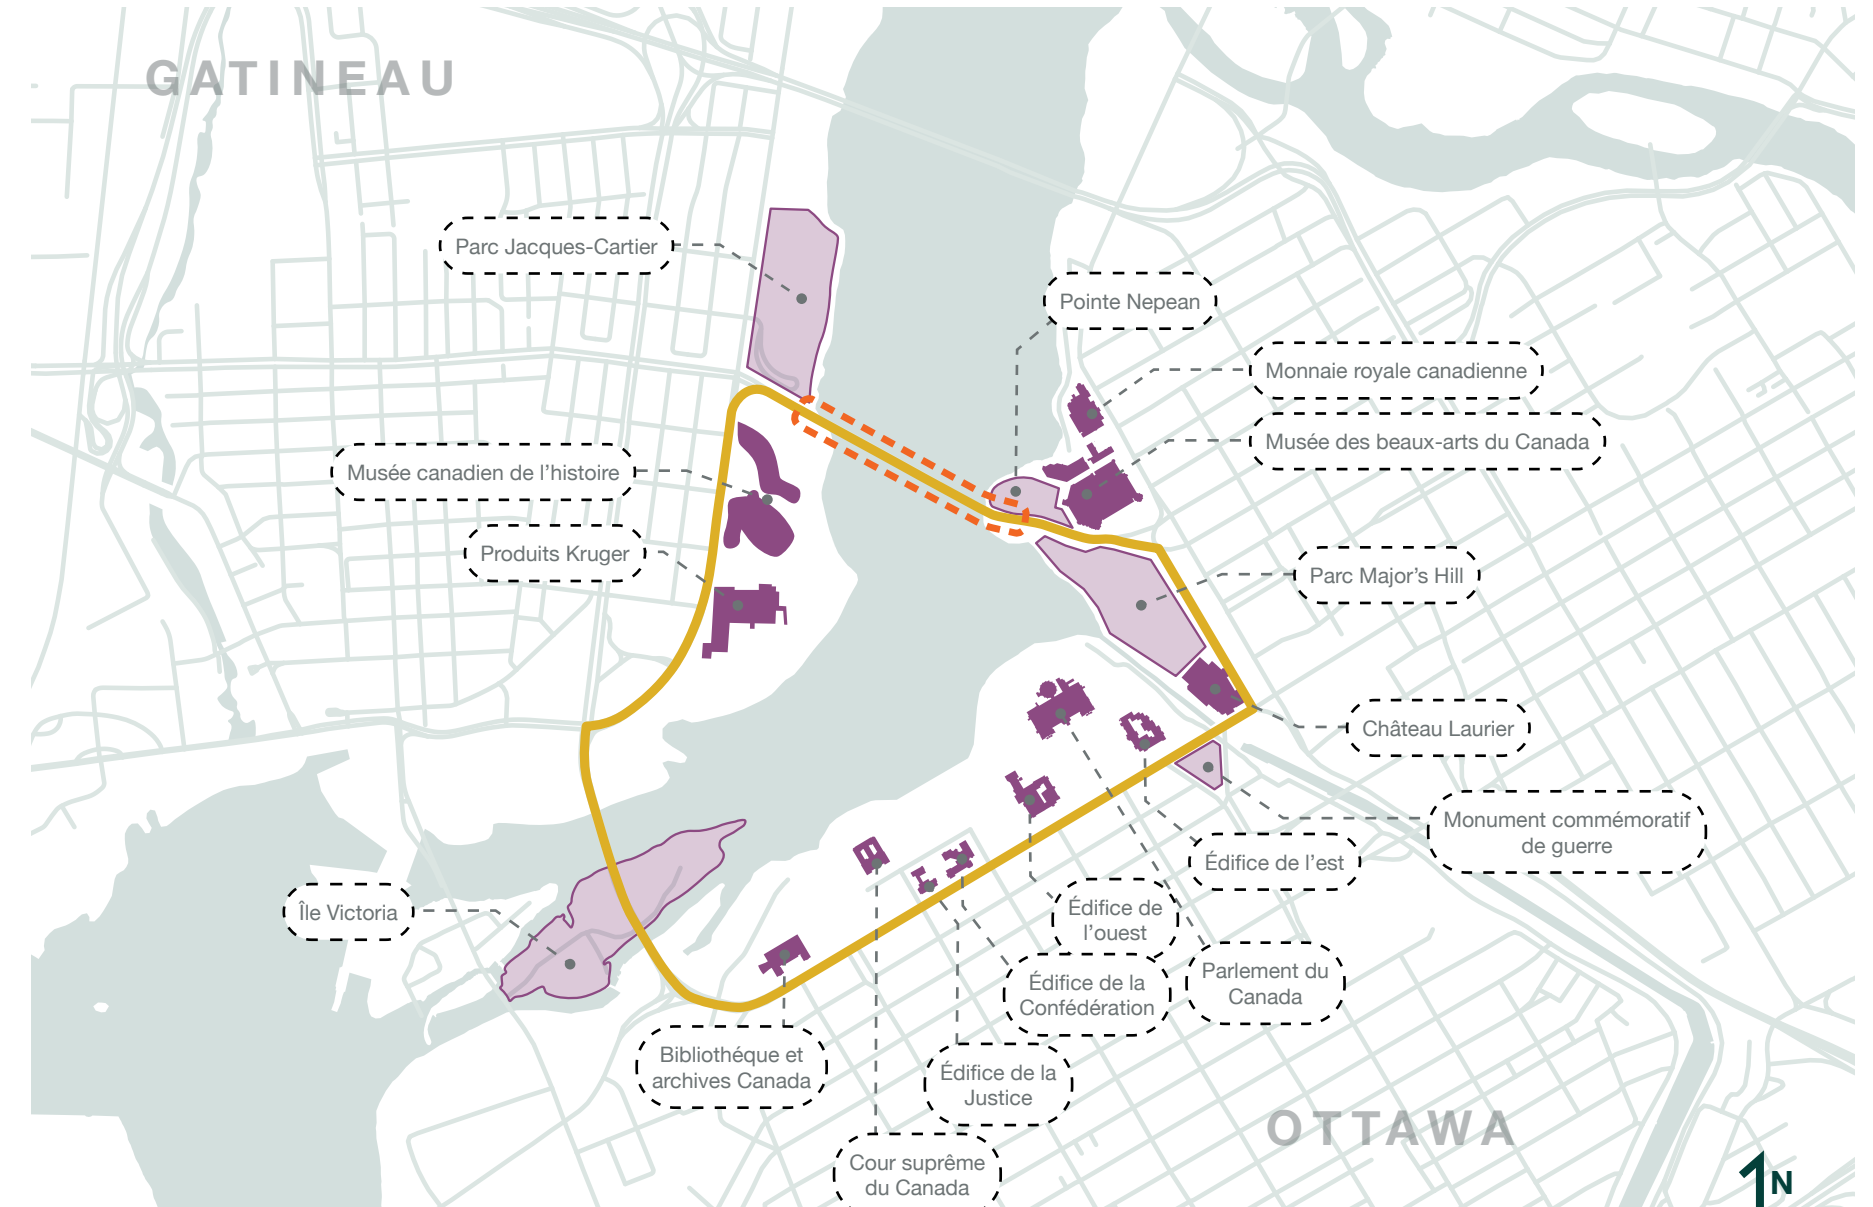 GATINEAU
Parc Jacques-Cartier
Pointe Nepean
Monnaie royale canadienne
Musée des beaux-arts du Canada
Musée canadien de l'histoire
Produits Kruger
Parc Major's Hill
Château Laurier
Monument commémoratif
de guerre
Édifice de l'est
Île Victoria
Édifice de
l'ouest
Parlement du
Canada
Édifice de la
Confédération
Bibliothéque et
archives Canada
Édifice de la
Justice
Cour suprême
du Canada
OTTAWA
N